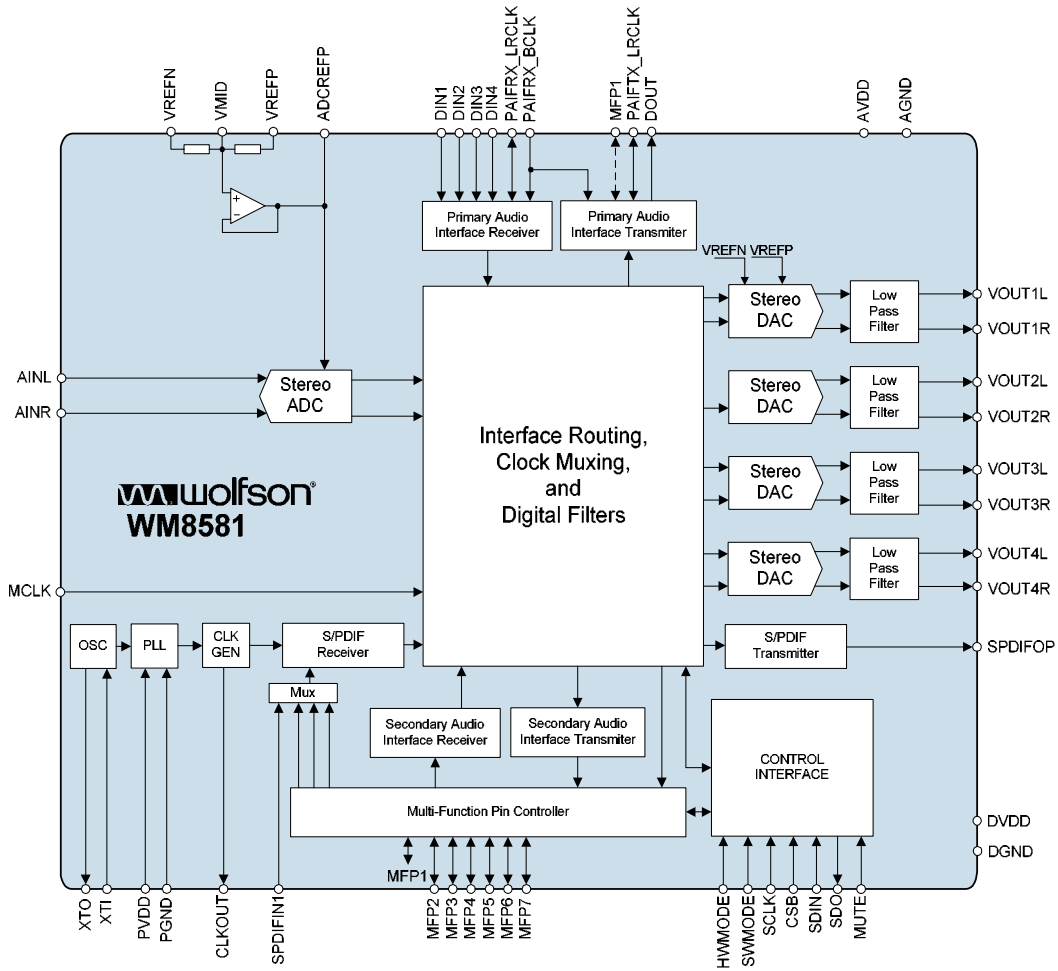 VREFN
VMID
VREFP
ADCREFP
DIN1
DIN2
DIN3
DIN4
PAIFRX_LRCLK
PAIFRX_BCLK
MFP1
PAIFTX_LRCLK
DOUT
AVDD
AGND
+
−
Primary Audio
Interface Receiver
Primary Audio
Interface Transmiter
VREFN VREFP
Stereo
DAC
Low
Pass
Filter
VOUT1L
VOUT1R
AINL
AINR
Stereo
ADC
Stereo
DAC
Low
Pass
Filter
VOUT2L
VOUT2R
Interface Routing,
Clock Muxing,
and
Digital Filters
Stereo
DAC
Low
Pass
Filter
VOUT3L
VOUT3R
wolfson®
WM8581
Stereo
DAC
Low
Pass
Filter
VOUT4L
VOUT4R
MCLK
OSC
PLL
CLK
GEN
S/PDIF
Receiver
S/PDIF
Transmitter
SPDIFOP
Mux
Secondary Audio
Interface Receiver
Secondary Audio
Interface Transmiter
CONTROL
INTERFACE
Multi-Function Pin Controller
DVDD
DGND
MFP1
XTO
XTI
PVDD
PGND
CLKOUT
SPDIFIN1
MFP2
MFP3
MFP4
MFP5
MFP6
MFP7
HWMODE
SWMODE
SCLK
CSB
SDIN
SDO
MUTE